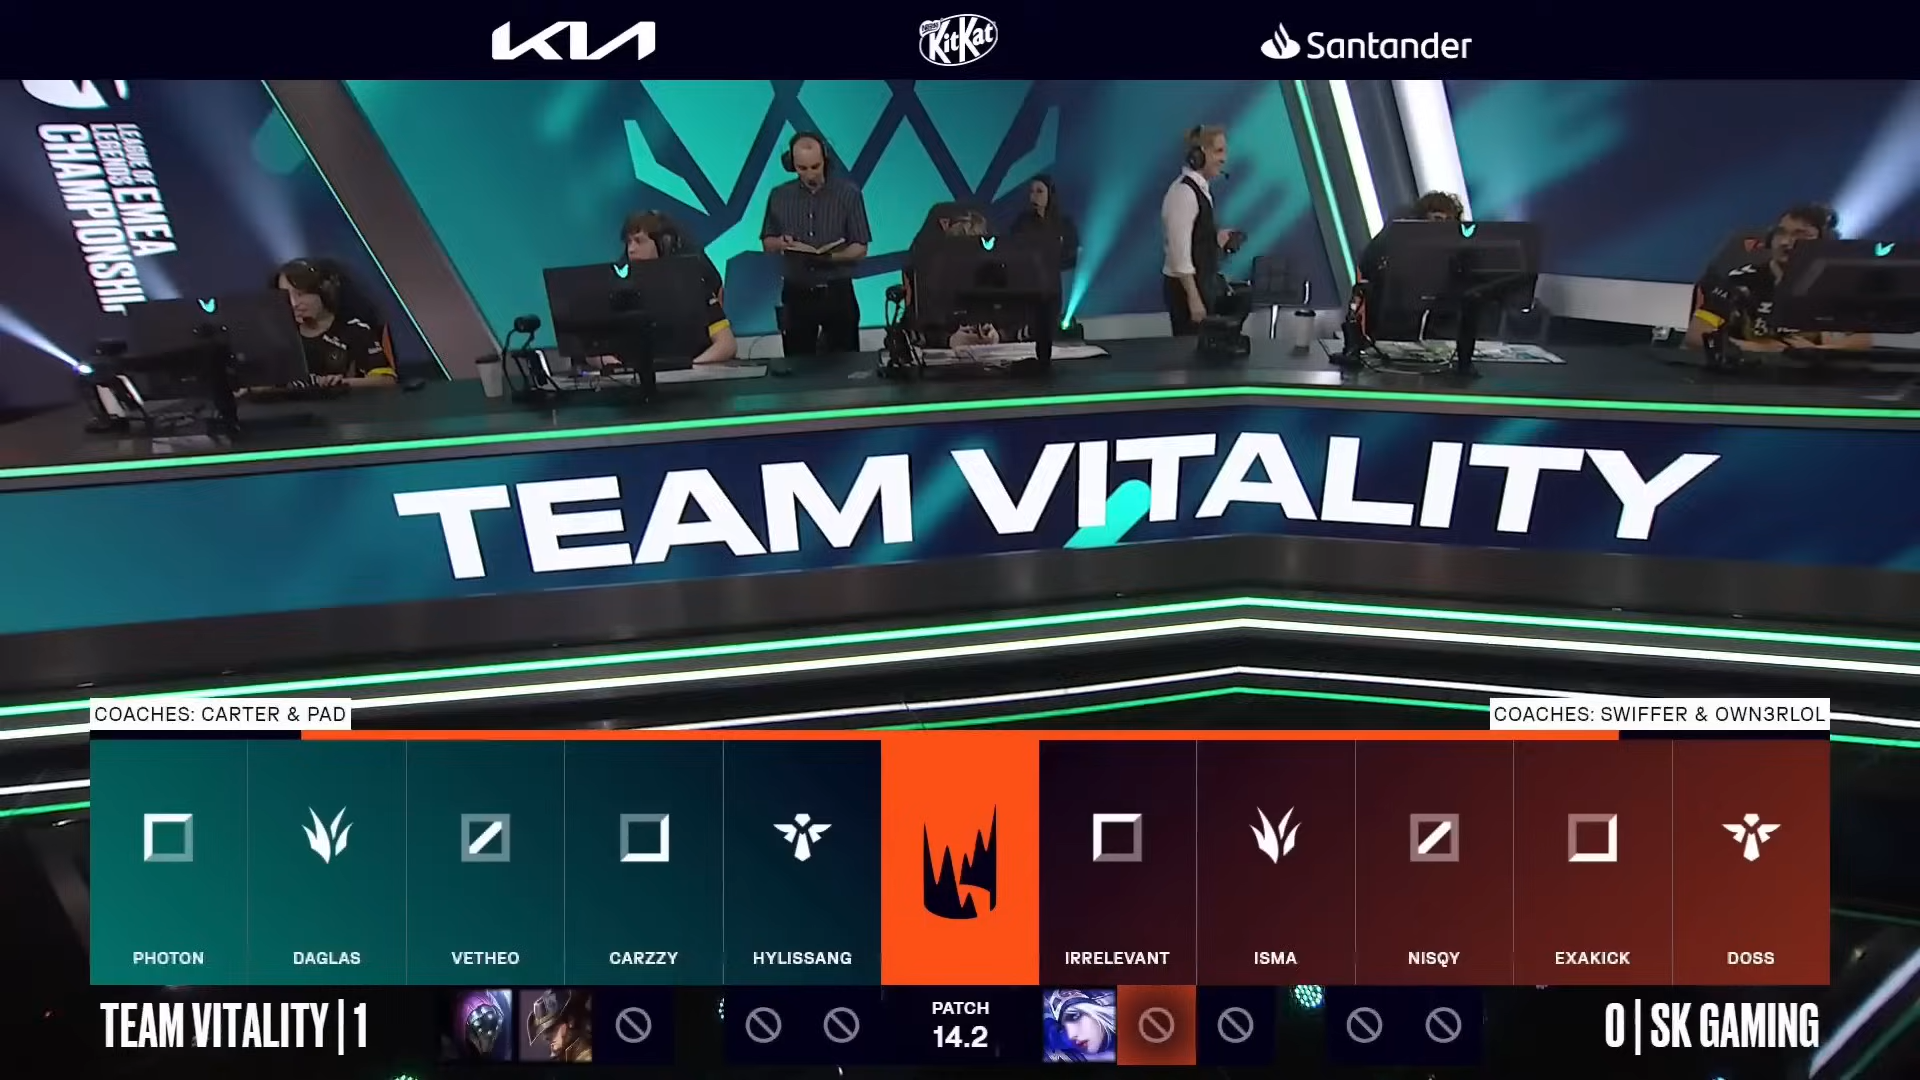 KIA
Nestlé KitKat
Santander
LEAGUE OF
LEGENDS EMEA
CHAMPIONSHIP
TEAM VITALITY
COACHES: CARTER & PAD
COACHES: SWIFFER & OWN3RLOL
PHOTON
DAGLAS
VETHEO
CARZZY
HYLISSANG
IRRELEVANT
ISMA
NISQY
EXAKICK
DOSS
TEAM VITALITY | 1
PATCH
14.2
0 | SK GAMING